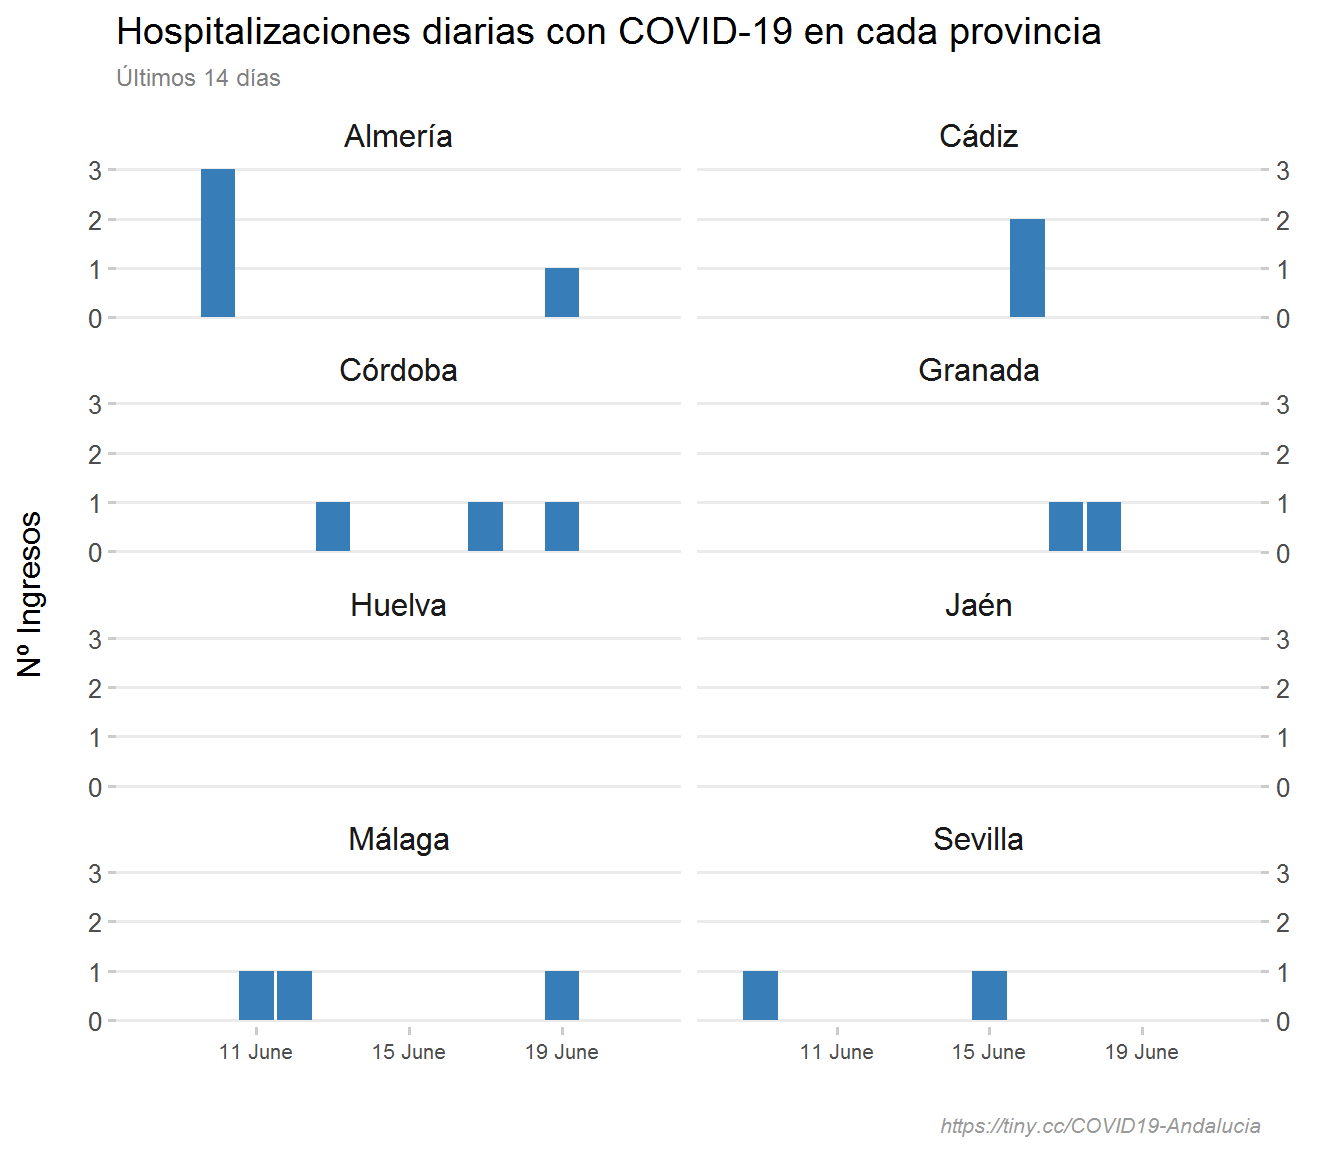 Hospitalizaciones diarias con COVID-19 en cada provincia
Últimos 14 días
Almería
Cádiz
3
2
1
0
3
2
1
0
Córdoba
Granada
3
2
1
0
3
2
1
0
Nº Ingresos
Huelva
Jaén
3
2
1
0
3
2
1
0
Málaga
Sevilla
3
2
1
0
3
2
1
0
11 June 15 June 19 June
11 June 15 June 19 June
https://tiny.cc/COVID19-Andalucia